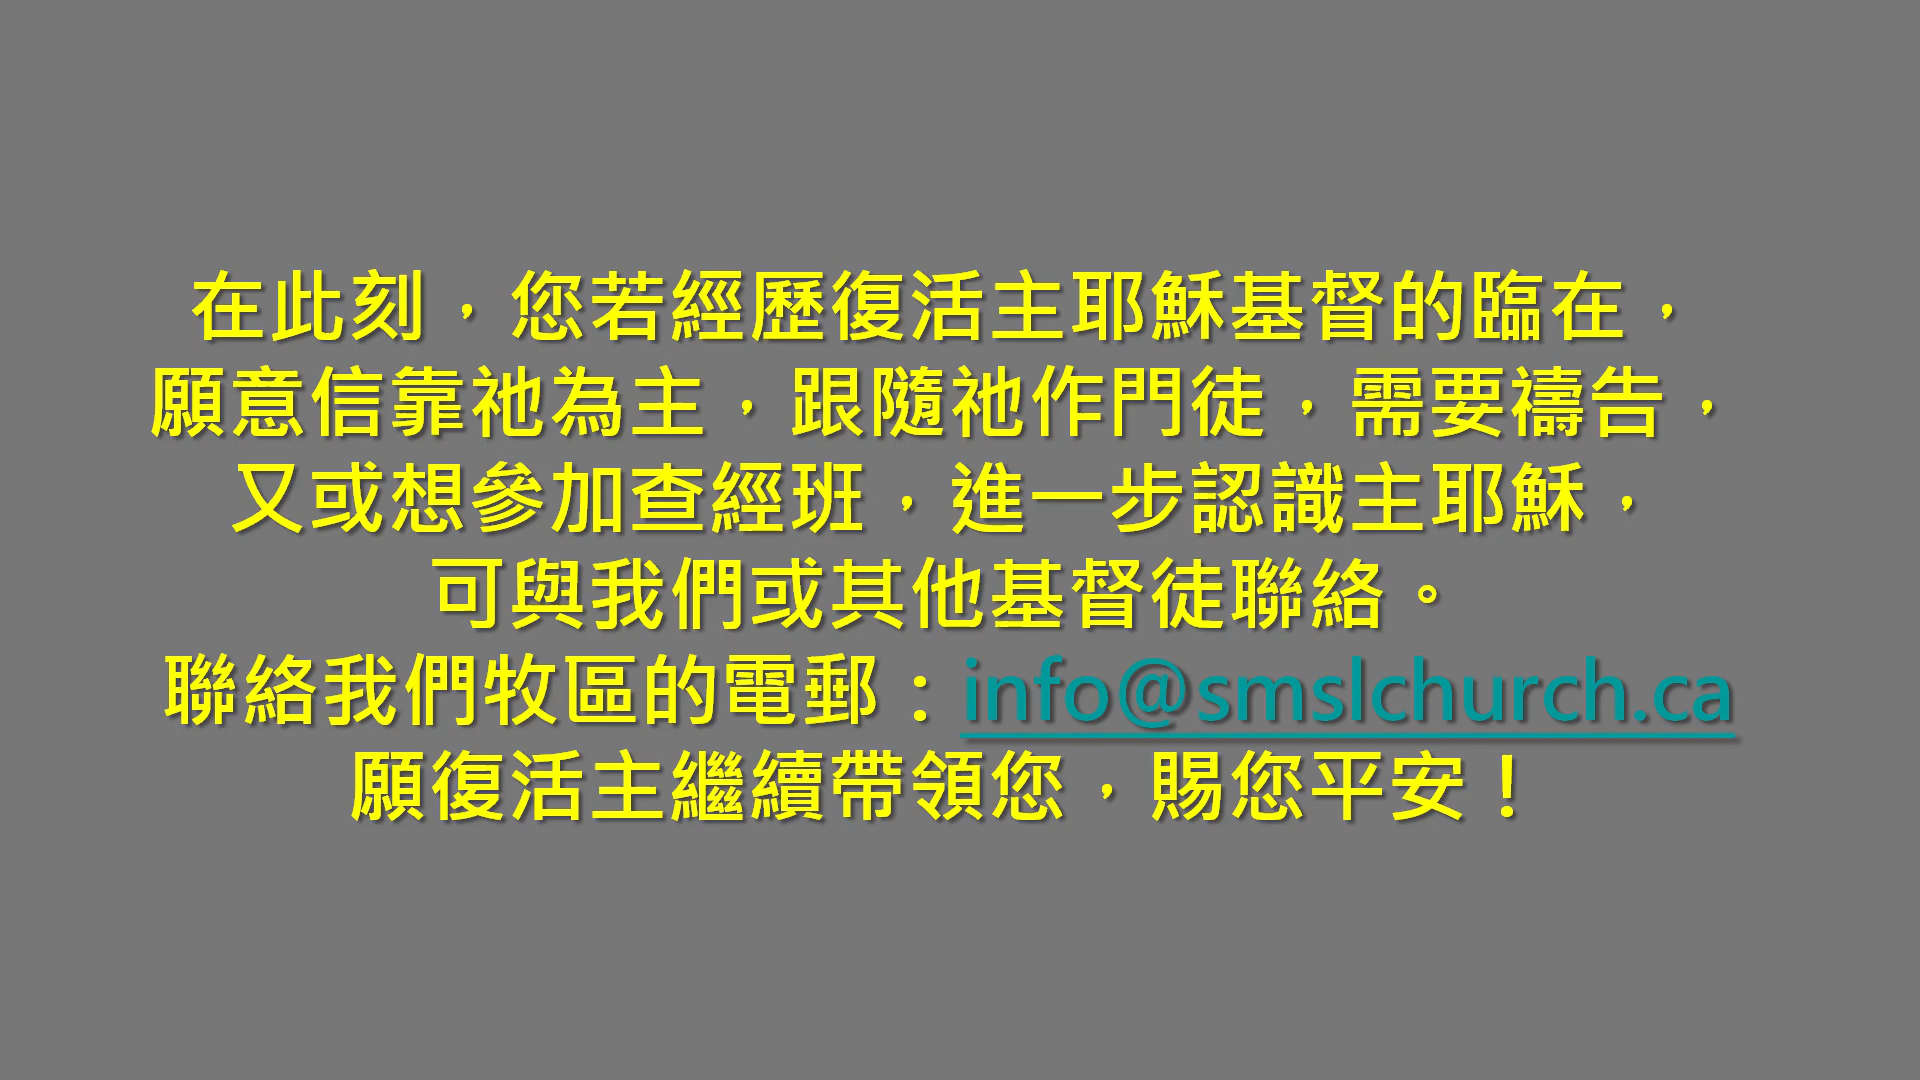 在此刻，您若經歷復活主耶穌基督的臨在，
願意信靠祂為主，跟隨祂作門徒，需要禱告，
又或想參加查經班，進一步認識主耶穌，
可與我們或其他基督徒聯絡。
聯絡我們牧區的電郵：info@smslchurch.ca
願復活主繼續帶領您，賜您平安！